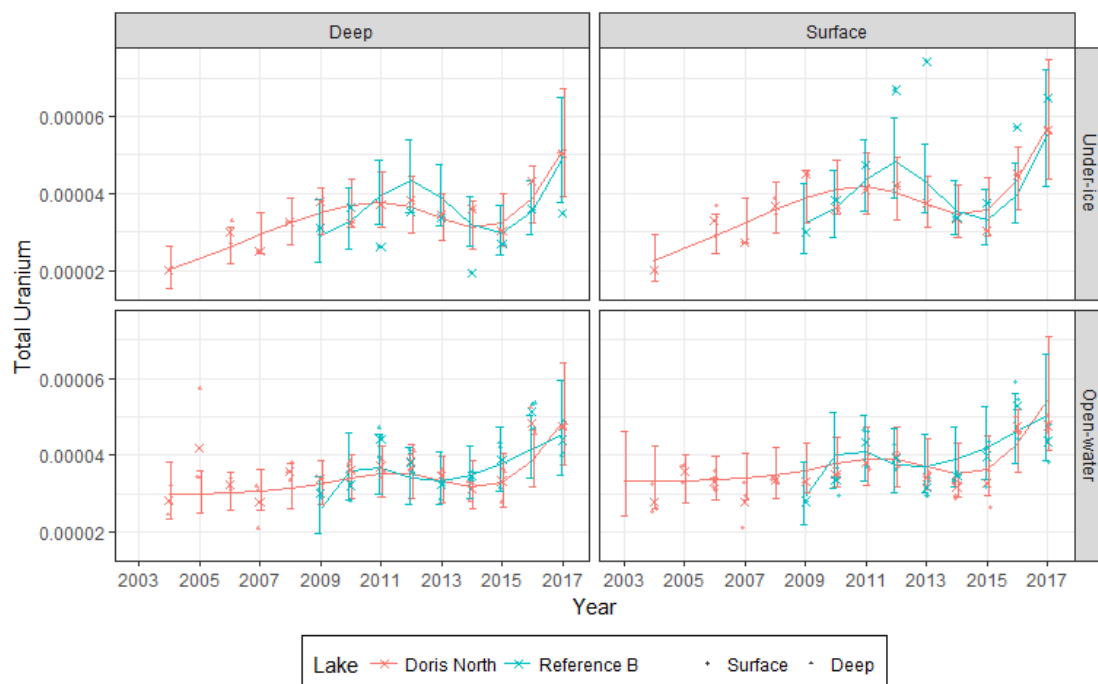 Deep
Surface
Total Uranium
0.00006
0.00004
0.00002
Under-ice
0.00006
0.00004
0.00002
Open-water
2003 2005 2007 2009 2011 2013 2015 2017
2003 2005 2007 2009 2011 2013 2015 2017
Year
Lake Doris North Reference B Surface Deep